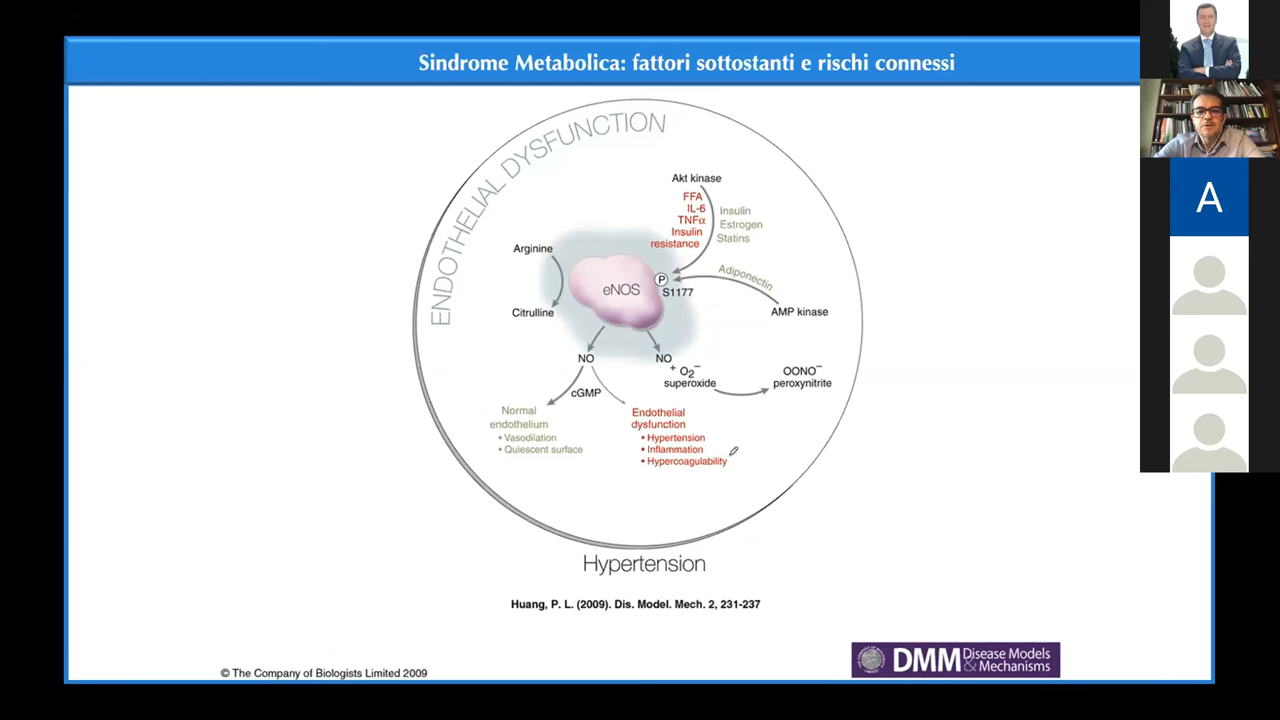 Sindrome Metabolica: fattori sottostanti e rischi connessi
ENDOTHELIAL DYSFUNCTION
Akt kinase
FFA
IL-6
TNFα
Insulin
resistance
Insulin
Estrogen
Statins
Arginine
eNOS
P
S1177
Adiponectin
Citrulline
AMP kinase
NO
NO
+ O2−
superoxide
OONO−
peroxynitrite
cGMP
Normal
endothelium
• Vasodilation
• Quiescent surface
Endothelial
dysfunction
• Hypertension
• Inflammation
• Hypercoagulability
Hypertension
Huang, P. L. (2009). Dis. Model. Mech. 2, 231-237
© The Company of Biologists Limited 2009
DMM Disease Models
& Mechanisms
A